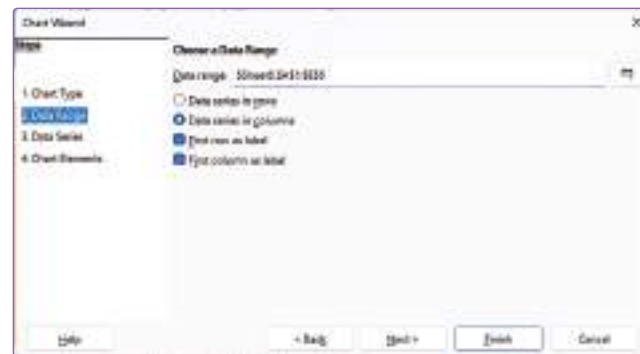 Chart Wizard
Steps
Choose a Data Range
Data range:
1. Chart Type
Data series in rows
2. Data Range
Data series in columns
3. Data Series
First row as label
4. Chart Elements
First column as label
Help
< Back
Next >
Finish
Cancel